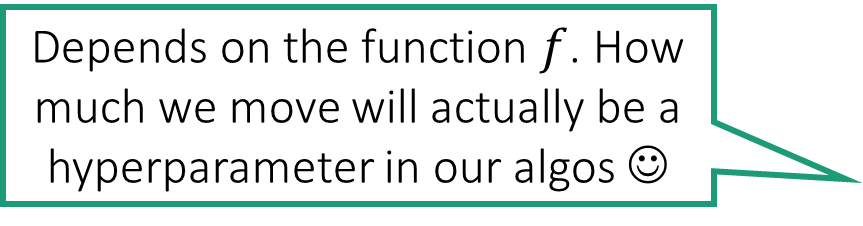 Depends on the function 𝒇. How
much we move will actually be a
hyperparameter in our algos ☺